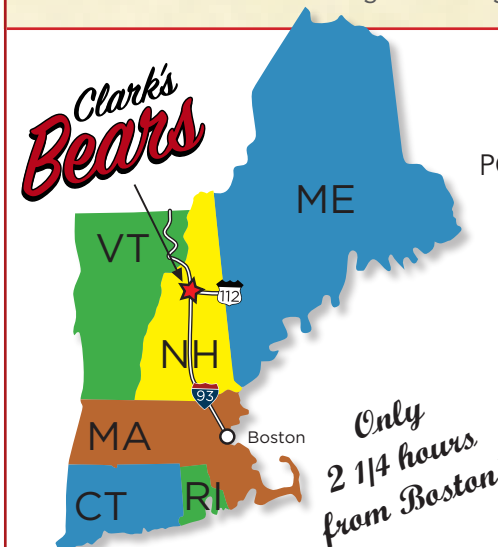 Clark's
Bears
ME
VT
112
NH
93
MA
Boston
CT
RI
Only
2 1/4 hours
from Boston